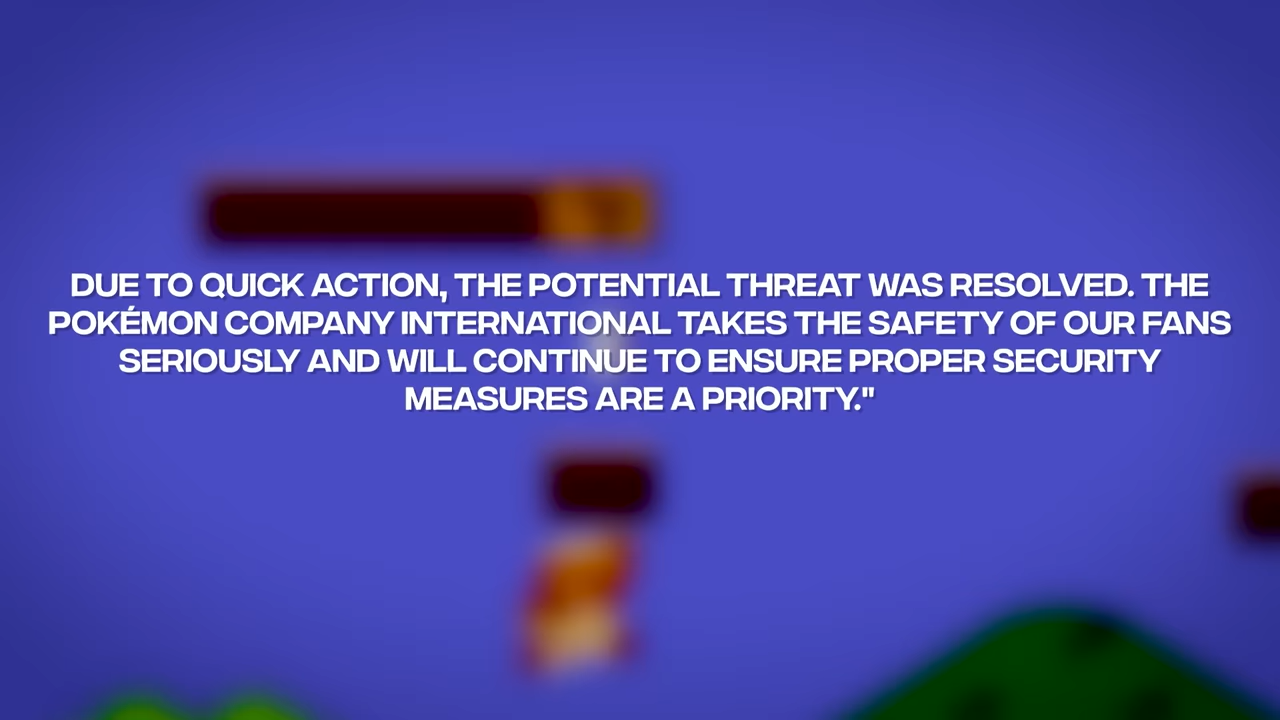 DUE TO QUICK ACTION, THE POTENTIAL THREAT WAS RESOLVED. THE
POKÉMON COMPANY INTERNATIONAL TAKES THE SAFETY OF OUR FANS
SERIOUSLY AND WILL CONTINUE TO ENSURE PROPER SECURITY
MEASURES ARE A PRIORITY."